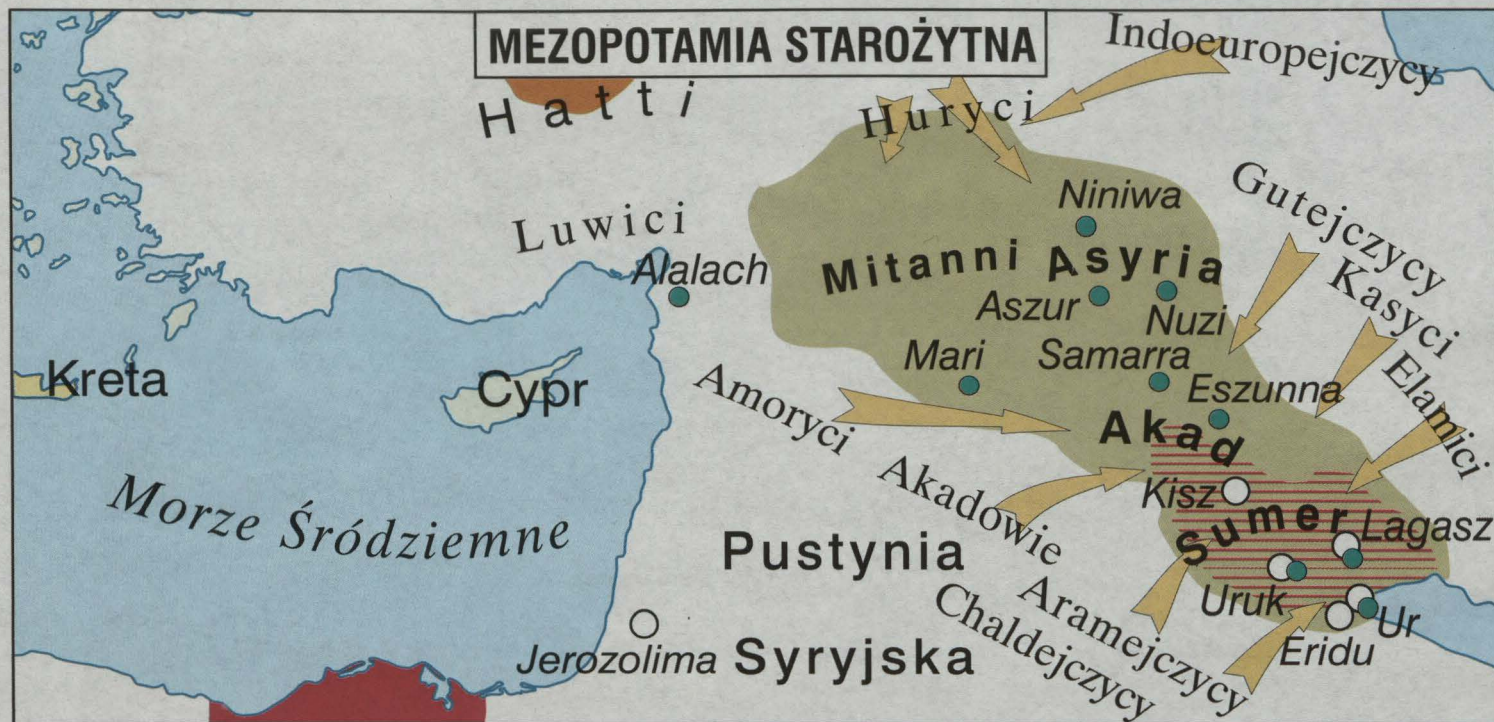 MEZOPOTAMIA STAROŻYTNA
Indoeuropejczycy
Hatti
Huryci
Niniwa
Gutejczycy
Luwici
Alalach
Mitanni
Asyria
Kasyci
Aszur
Nuzi
Mari
Samarra
Eszunna
Elamici
Kreta
Cypr
Amoryci
Akad
Akadowie
Kisz
Morze Śródziemne
Sumer
Lagasz
Pustynia
Syryjska
Uruk
Ur
Eridu
Aramejczycy
Chaldejczycy
Jerozolima